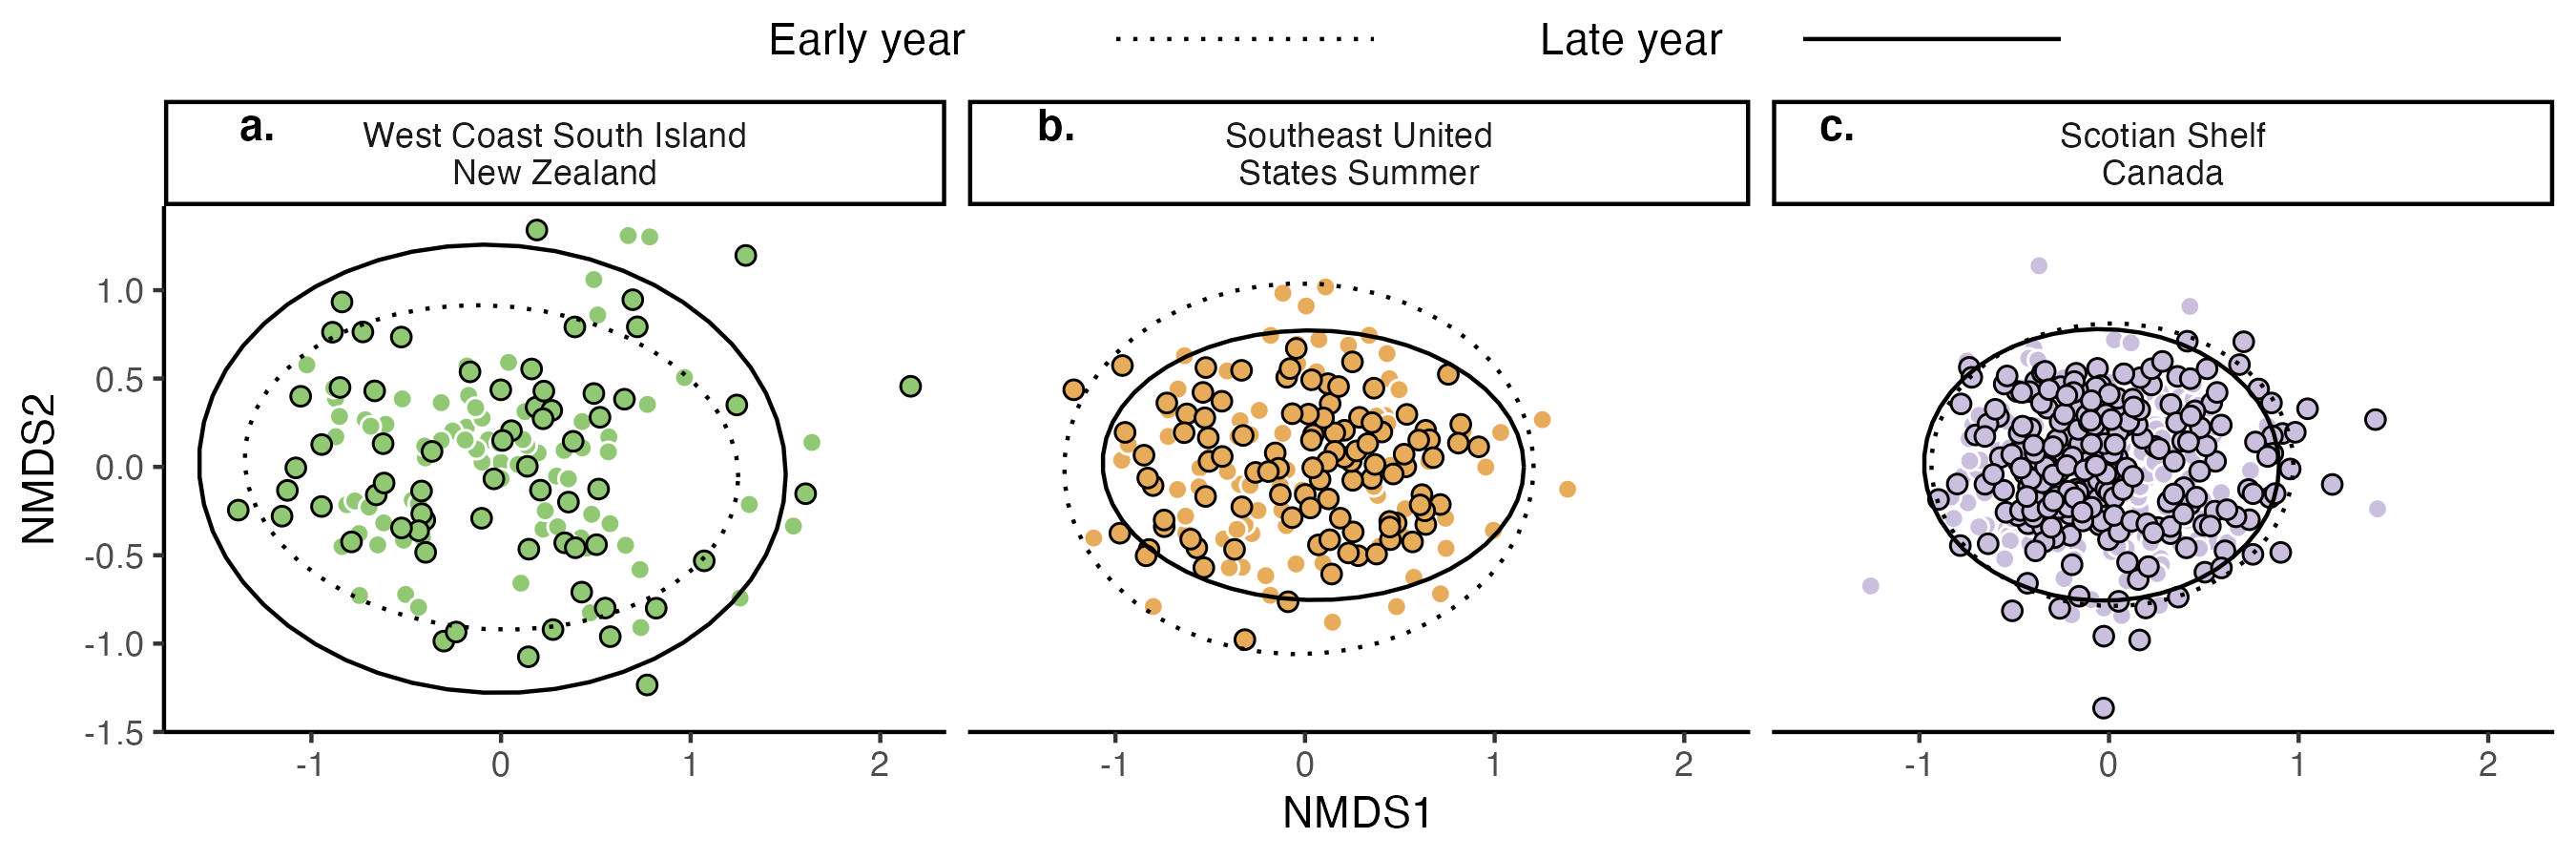 Early year Late year
a. West Coast South Island
New Zealand
b. Southeast United
States Summer
c. Scotian Shelf
Canada
NMDS2
1.0
0.5
0.0
-0.5
-1.0
-1.5
-1 0 1 2
-1 0 1 2
-1 0 1 2
NMDS1